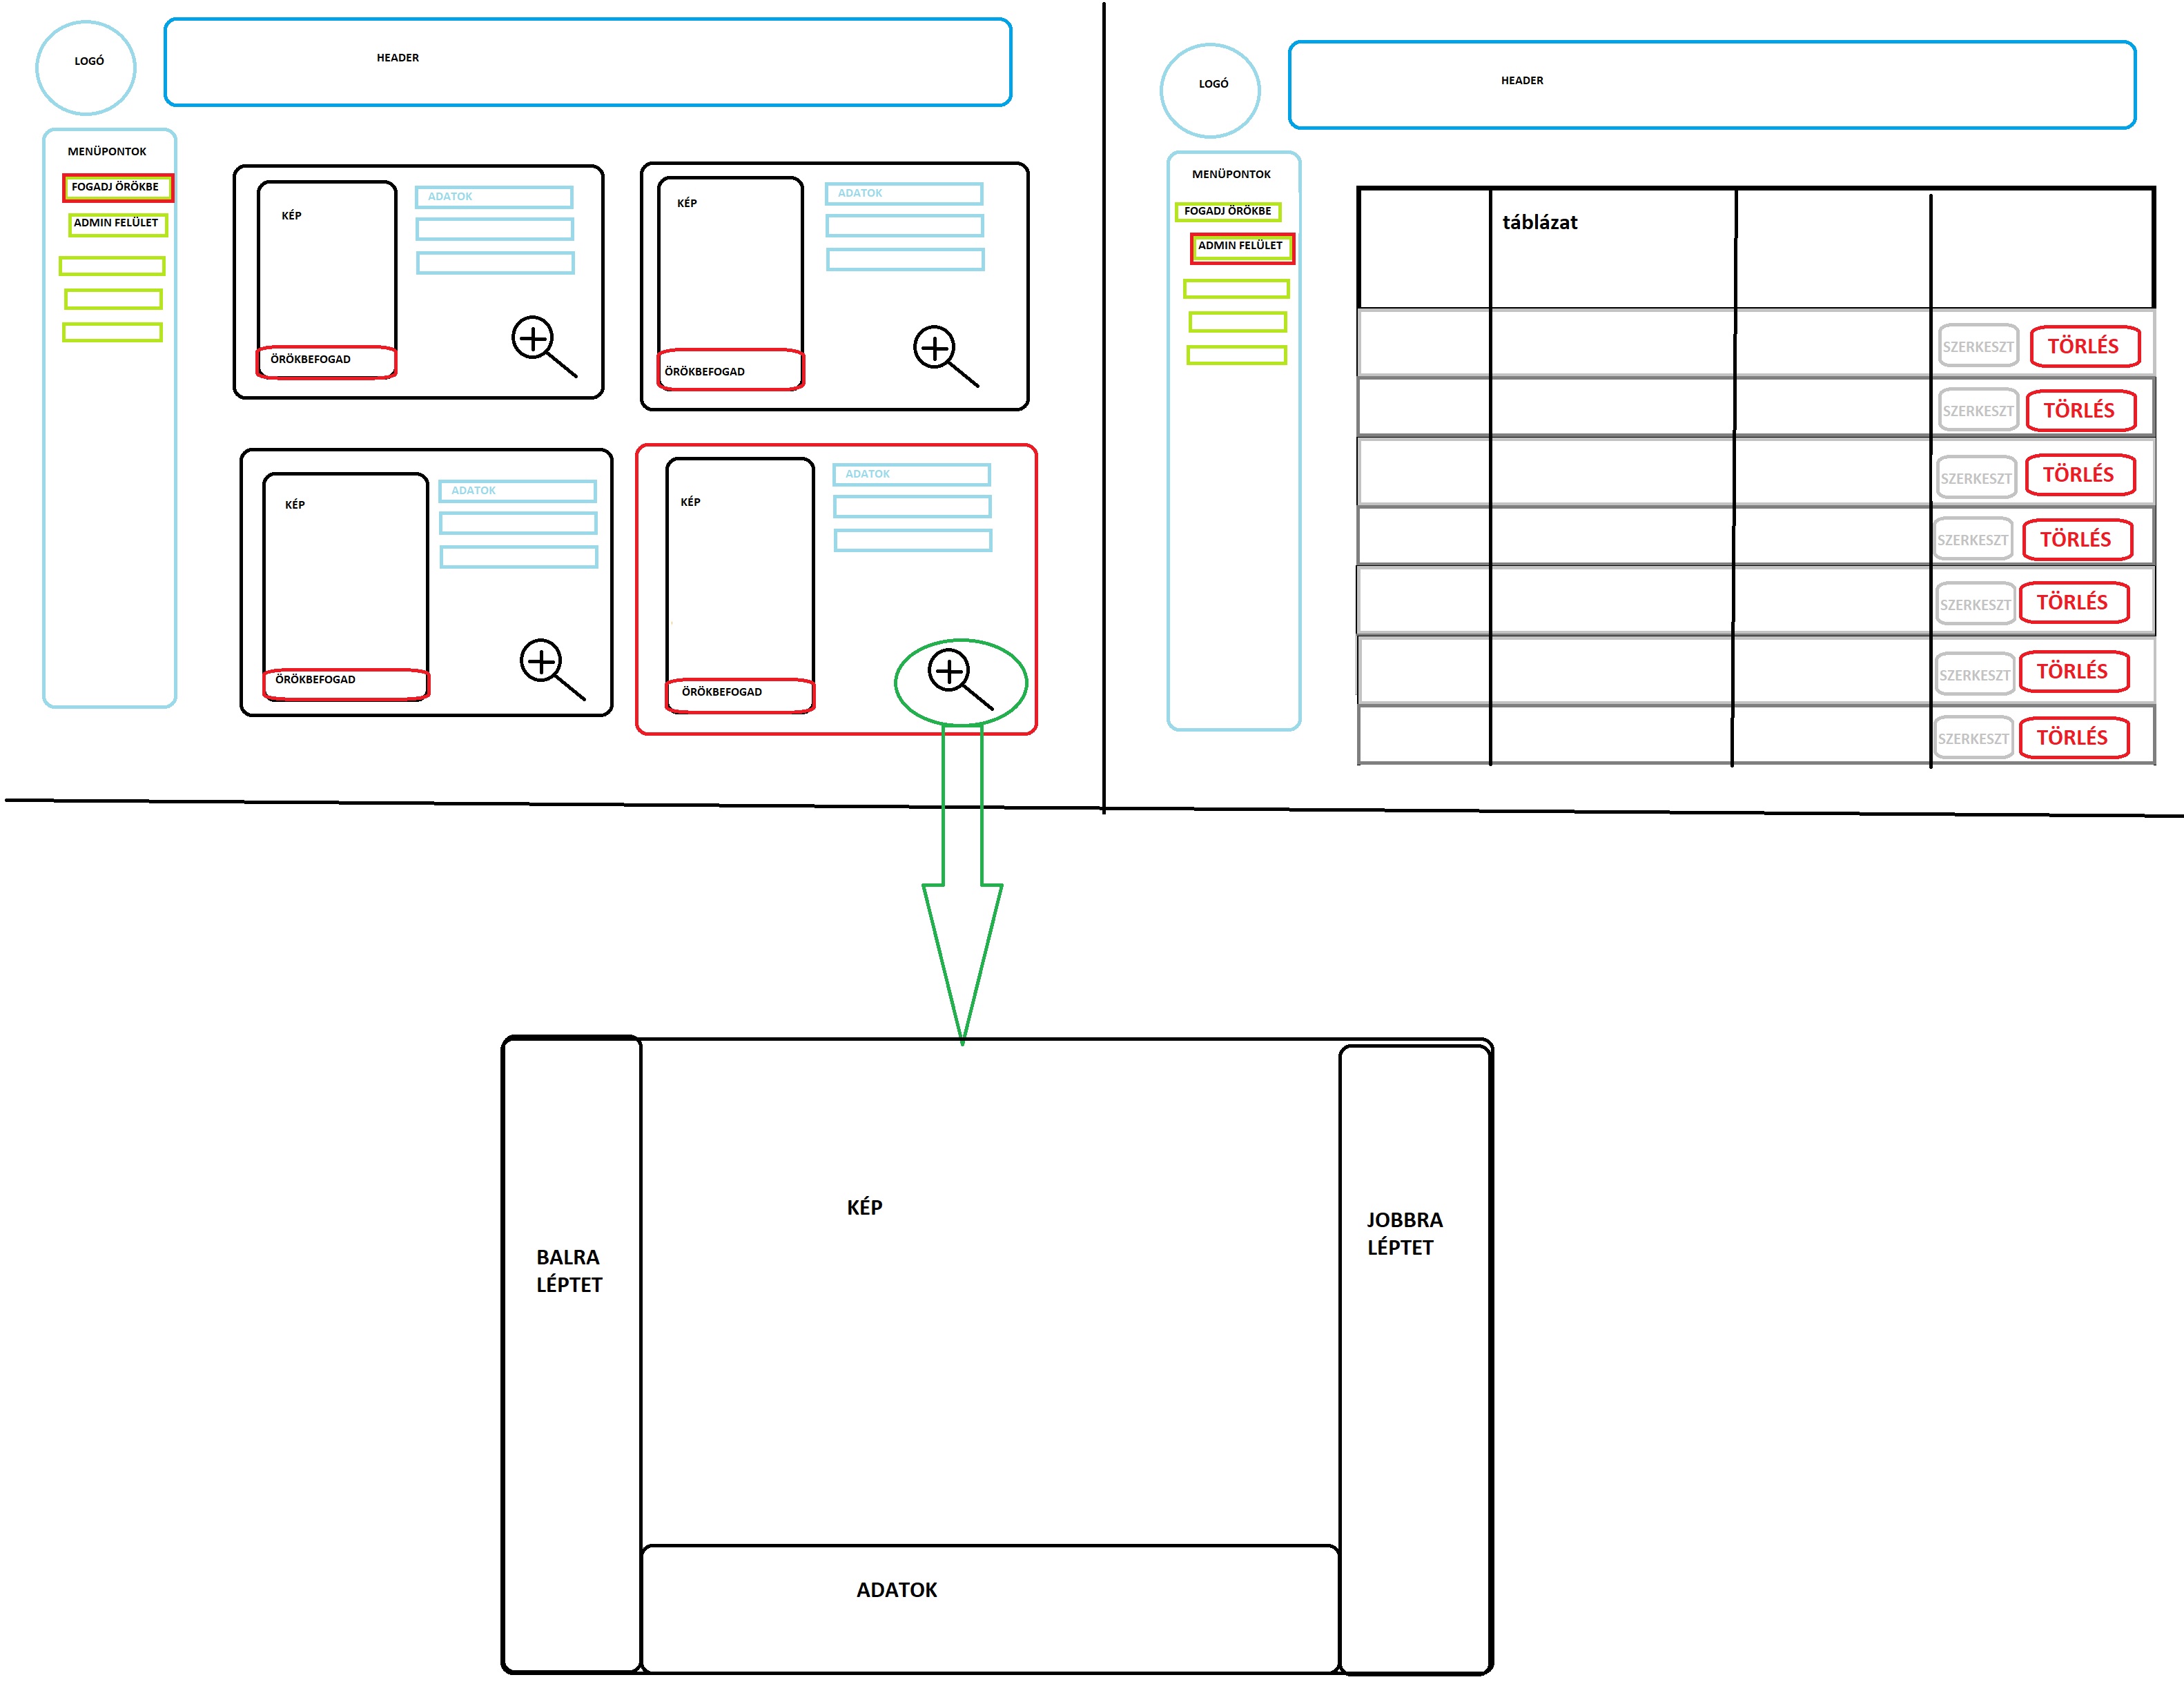 LOGÓ
HEADER
MENÜPONTOK
FOGADJ ÖRÖKBE
ADMIN FELÜLET
KÉP
ADATOK
ÖRÖKBEFOGAD
KÉP
ADATOK
ÖRÖKBEFOGAD
KÉP
ADATOK
ÖRÖKBEFOGAD
KÉP
ADATOK
ÖRÖKBEFOGAD
LOGÓ
HEADER
MENÜPONTOK
FOGADJ ÖRÖKBE
ADMIN FELÜLET
táblázat
SZERKESZT TÖRLÉS
SZERKESZT TÖRLÉS
SZERKESZT TÖRLÉS
SZERKESZT TÖRLÉS
SZERKESZT TÖRLÉS
SZERKESZT TÖRLÉS
SZERKESZT TÖRLÉS
BALRA
LÉPTET
KÉP
JOBBRA
LÉPTET
ADATOK